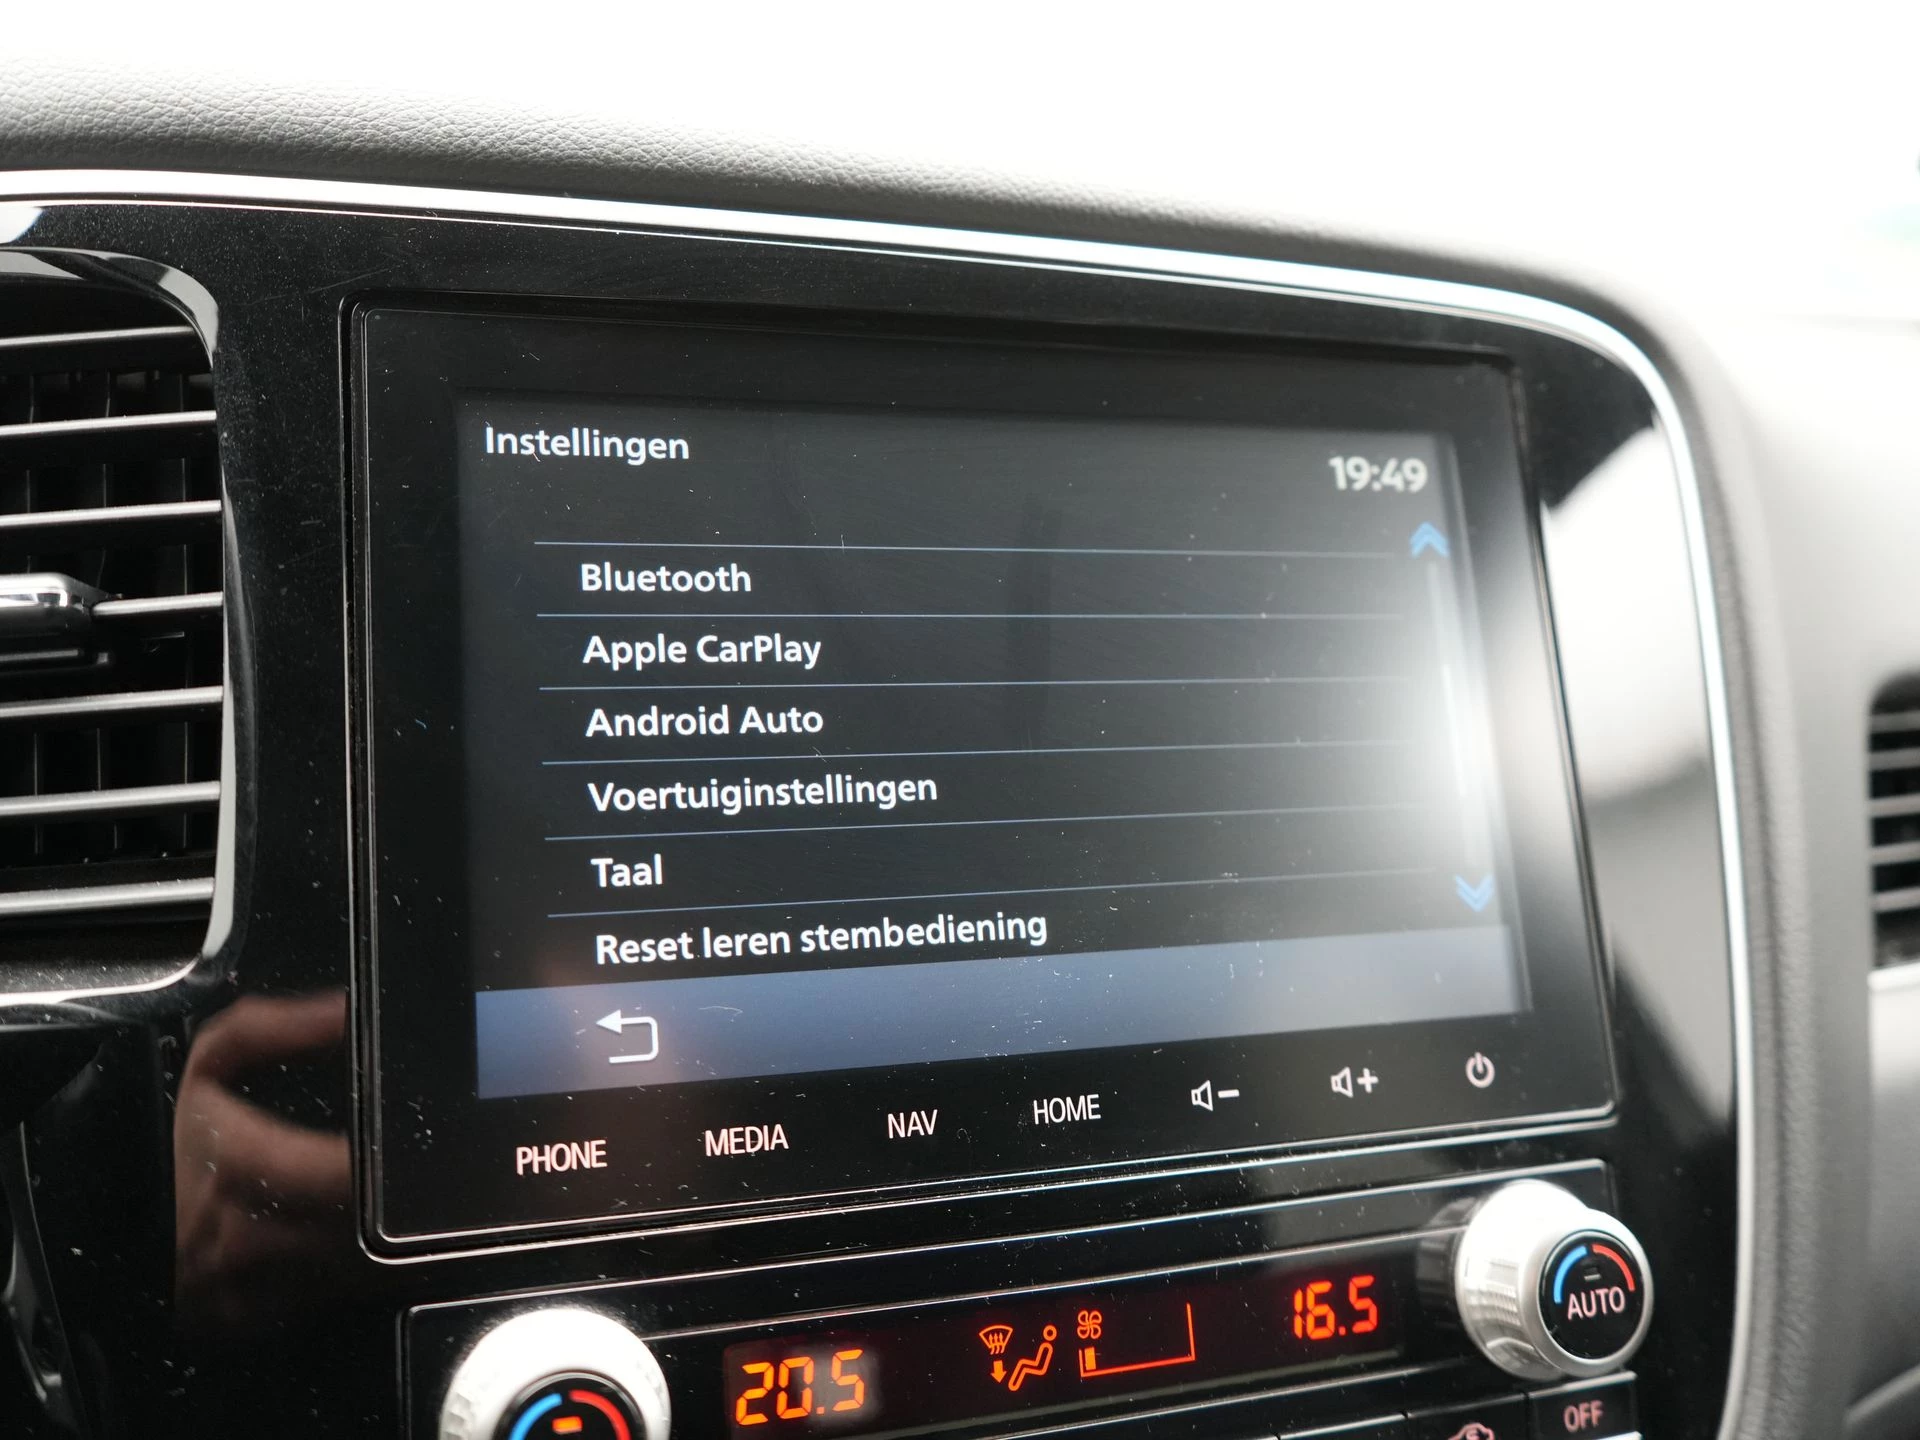 Instellingen
19:49
Bluetooth
Apple CarPlay
Android Auto
Voertuiginstellingen
Taal
Reset leren stembediening
PHONE MEDIA NAV HOME
20.5 16.5
AUTO
OFF